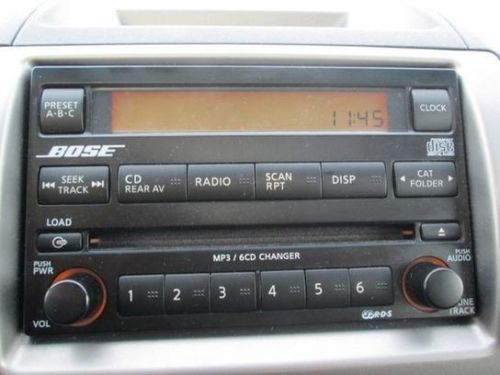 PRESET
A·B·C
11:45
CLOCK
BOSE
SEEK
TRACK
CD
REAR AV
RADIO
SCAN
RPT
DISP
CAT
FOLDER
LOAD
MP3 / 6CD CHANGER
PUSH
PWR
PUSH
AUDIO
1
2
3
4
5
6
VOL
R·D·S
TUNE
TRACK